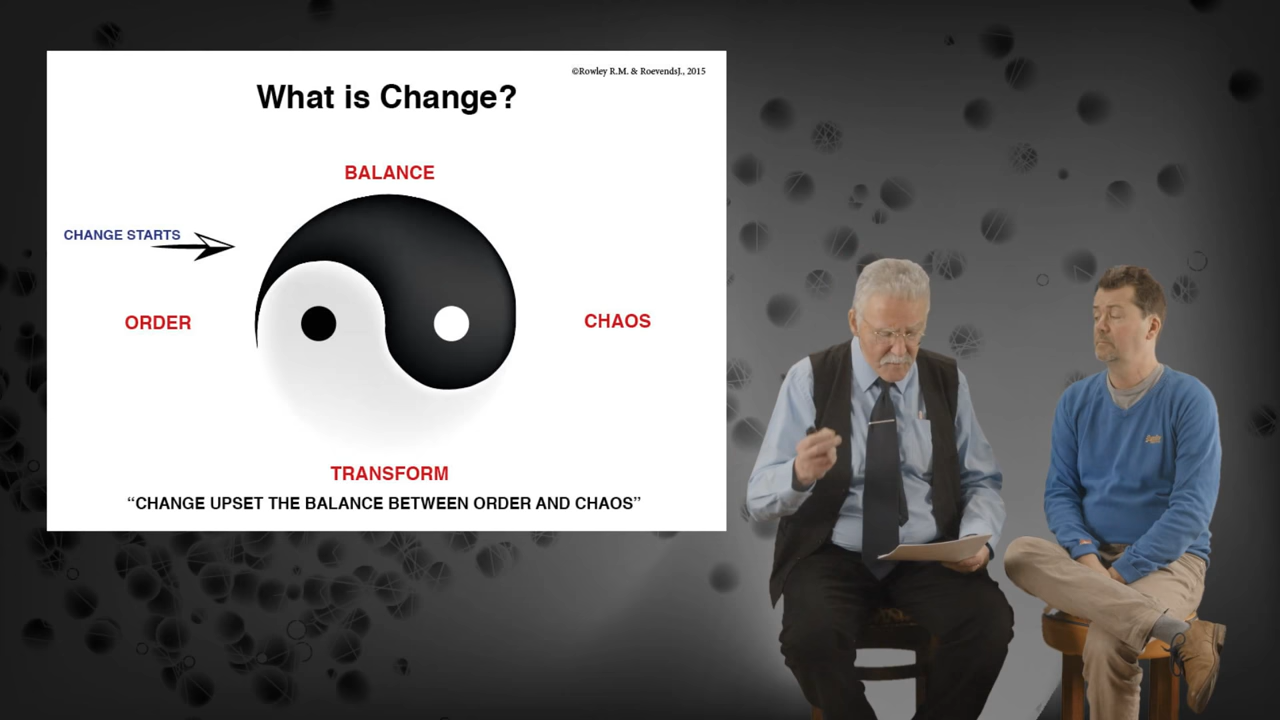 ©Rowley R.M. & RoevendsJ., 2015
What is Change?
BALANCE
CHANGE STARTS
ORDER
CHAOS
TRANSFORM
“CHANGE UPSET THE BALANCE BETWEEN ORDER AND CHAOS”